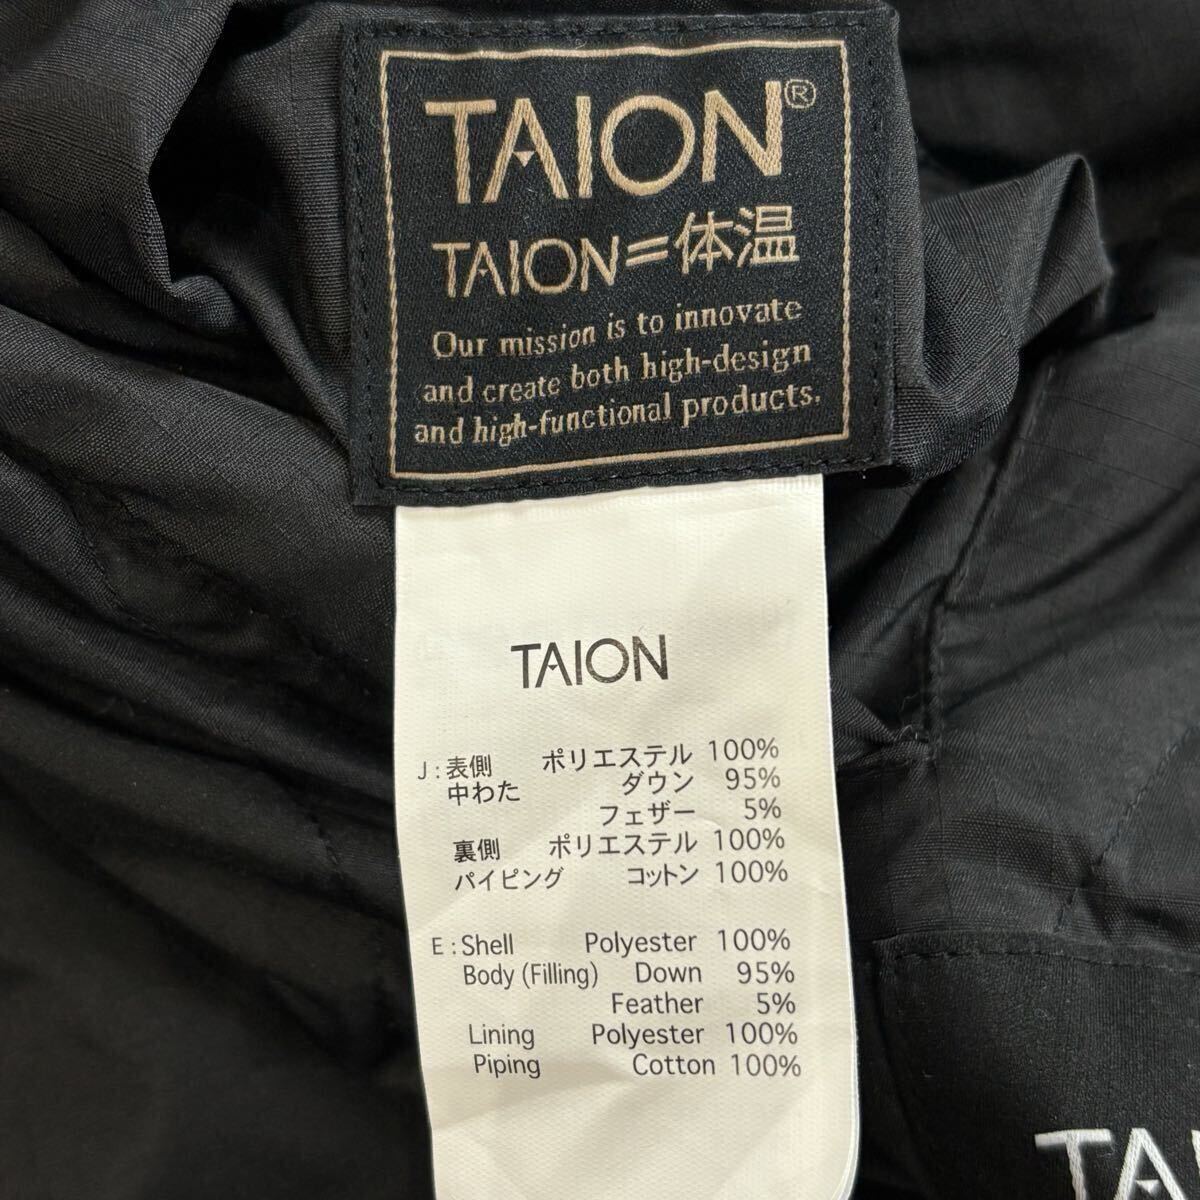 TAION®
TAION=体温
Our mission is to innovate
and create both high-design
and high-functional products.
TAION
J:表側 ポリエステル 100%
中わた ダウン 95%
フェザー 5%
裏側 ポリエステル 100%
パイピング コットン 100%
E:Shell Polyester 100%
Body (Filling) Down 95%
Feather 5%
Lining Polyester 100%
Piping Cotton 100%